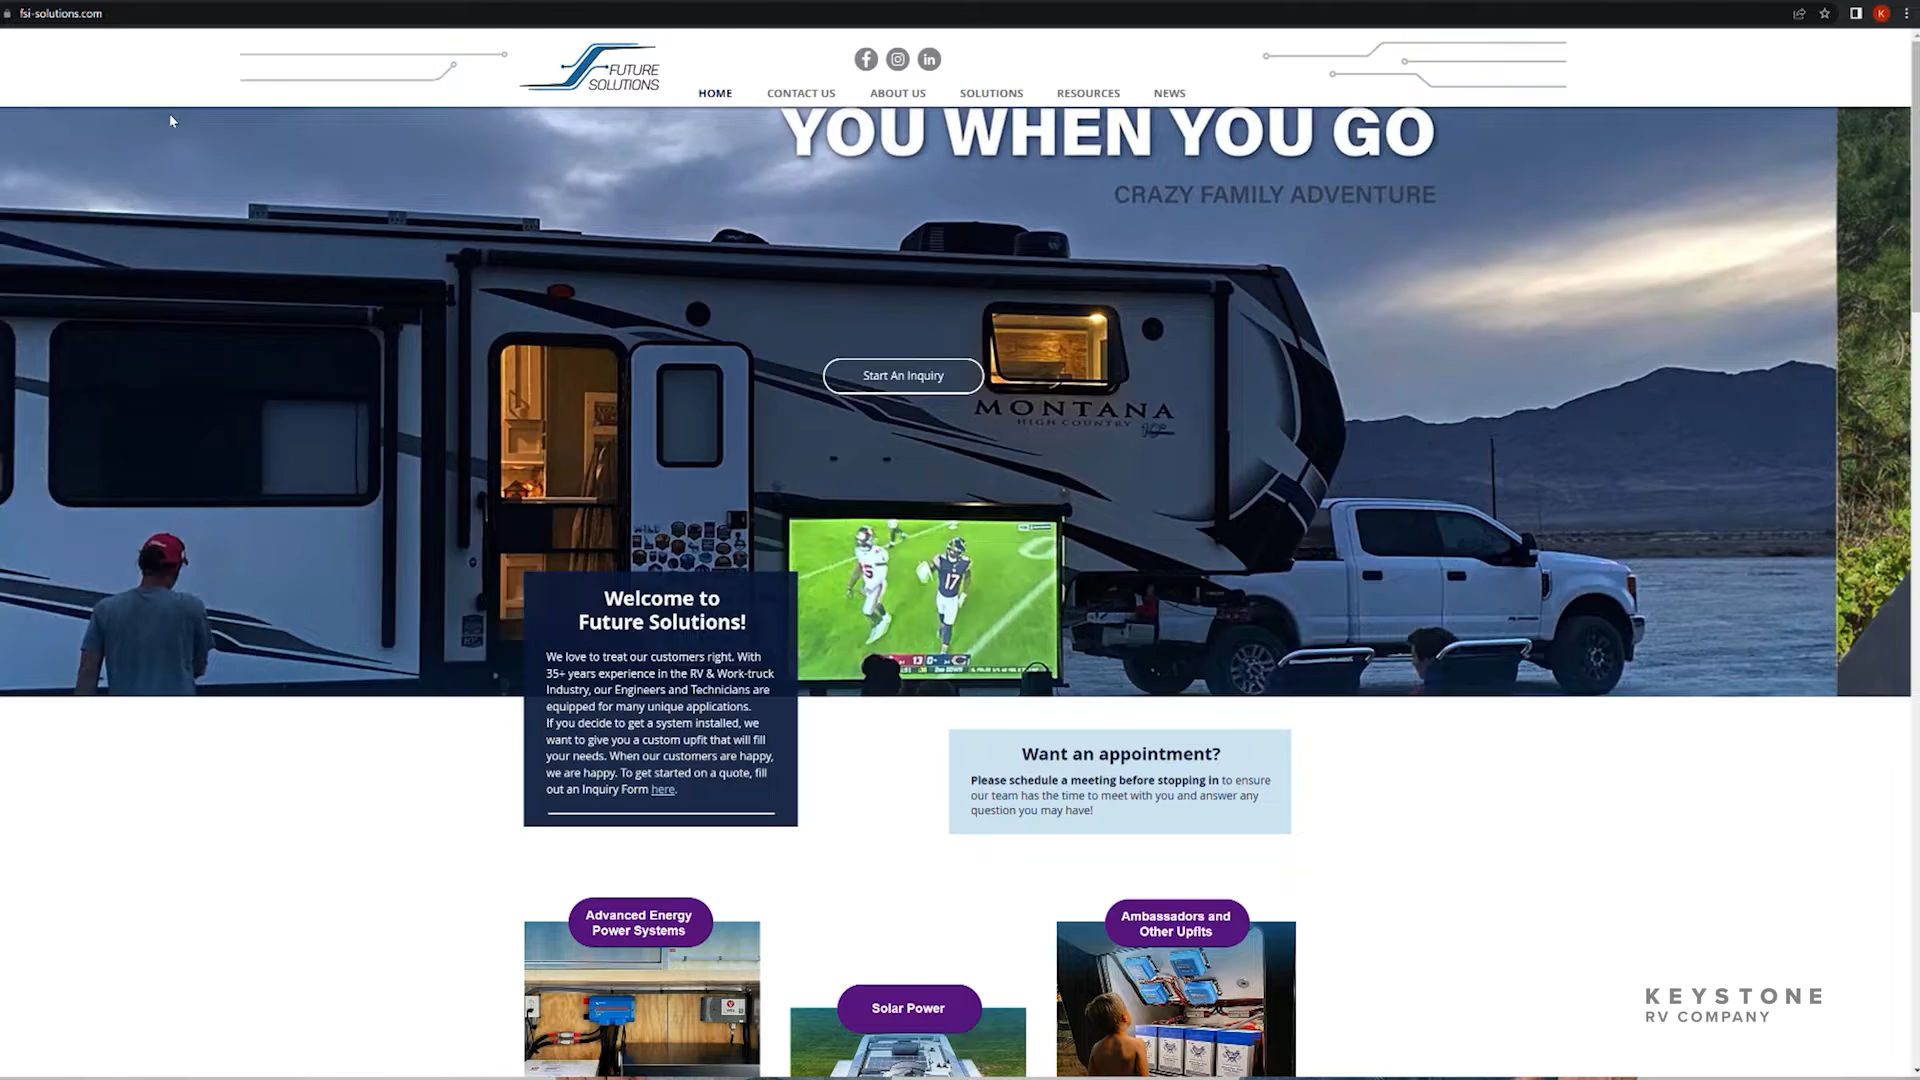 fsi-solutions.com
K
FUTURE
SOLUTIONS
HOME
CONTACT US
ABOUT US
SOLUTIONS
RESOURCES
NEWS
YOU WHEN YOU GO
CRAZY FAMILY ADVENTURE
Start An Inquiry
MONTANA
HIGH COUNTRY
17
13
Welcome to
Future Solutions!
We love to treat our customers right. With
35+ years experience in the RV & Work-truck
Industry, our Engineers and Technicians are
equipped for many unique applications.
If you decide to get a system installed, we
want to give you a custom upfit that will fill
your needs. When our customers are happy,
we are happy. To get started on a quote, fill
out an Inquiry Form here.
Want an appointment?
Please schedule a meeting before stopping in to ensure
our team has the time to meet with you and answer any
question you may have!
Advanced Energy
Power Systems
Solar Power
Ambassadors and
Other Upfits
KEYSTONE
RV COMPANY